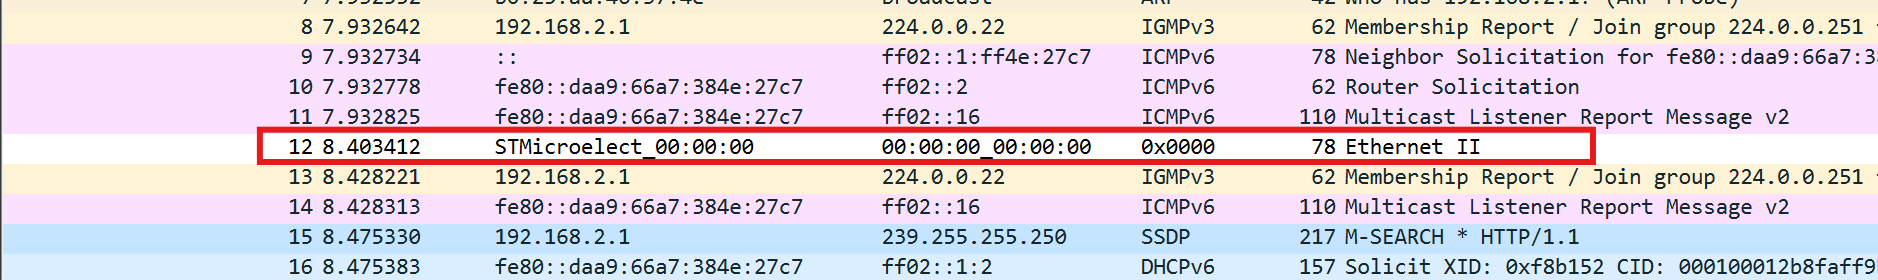 8 7.932642 192.168.2.1 224.0.0.22 IGMPv3 62 Membership Report / Join group 224.0.0.251
9 7.932734 :: ff02::1:ff4e:27c7 ICMPv6 78 Neighbor Solicitation for fe80::daa9:66a7:3
10 7.932778 fe80::daa9:66a7:384e:27c7 ff02::2 ICMPv6 62 Router Solicitation
11 7.932825 fe80::daa9:66a7:384e:27c7 ff02::16 ICMPv6 110 Multicast Listener Report Message v2
12 8.403412 STMicroelect_00:00:00 00:00:00_00:00:00 0x0000 78 Ethernet II
13 8.428221 192.168.2.1 224.0.0.22 IGMPv3 62 Membership Report / Join group 224.0.0.251
14 8.428313 fe80::daa9:66a7:384e:27c7 ff02::16 ICMPv6 110 Multicast Listener Report Message v2
15 8.475330 192.168.2.1 239.255.255.250 SSDP 217 M-SEARCH * HTTP/1.1
16 8.475383 fe80::daa9:66a7:384e:27c7 ff02::1:2 DHCPv6 157 Solicit XID: 0xf8b152 CID: 000100012b8faff9